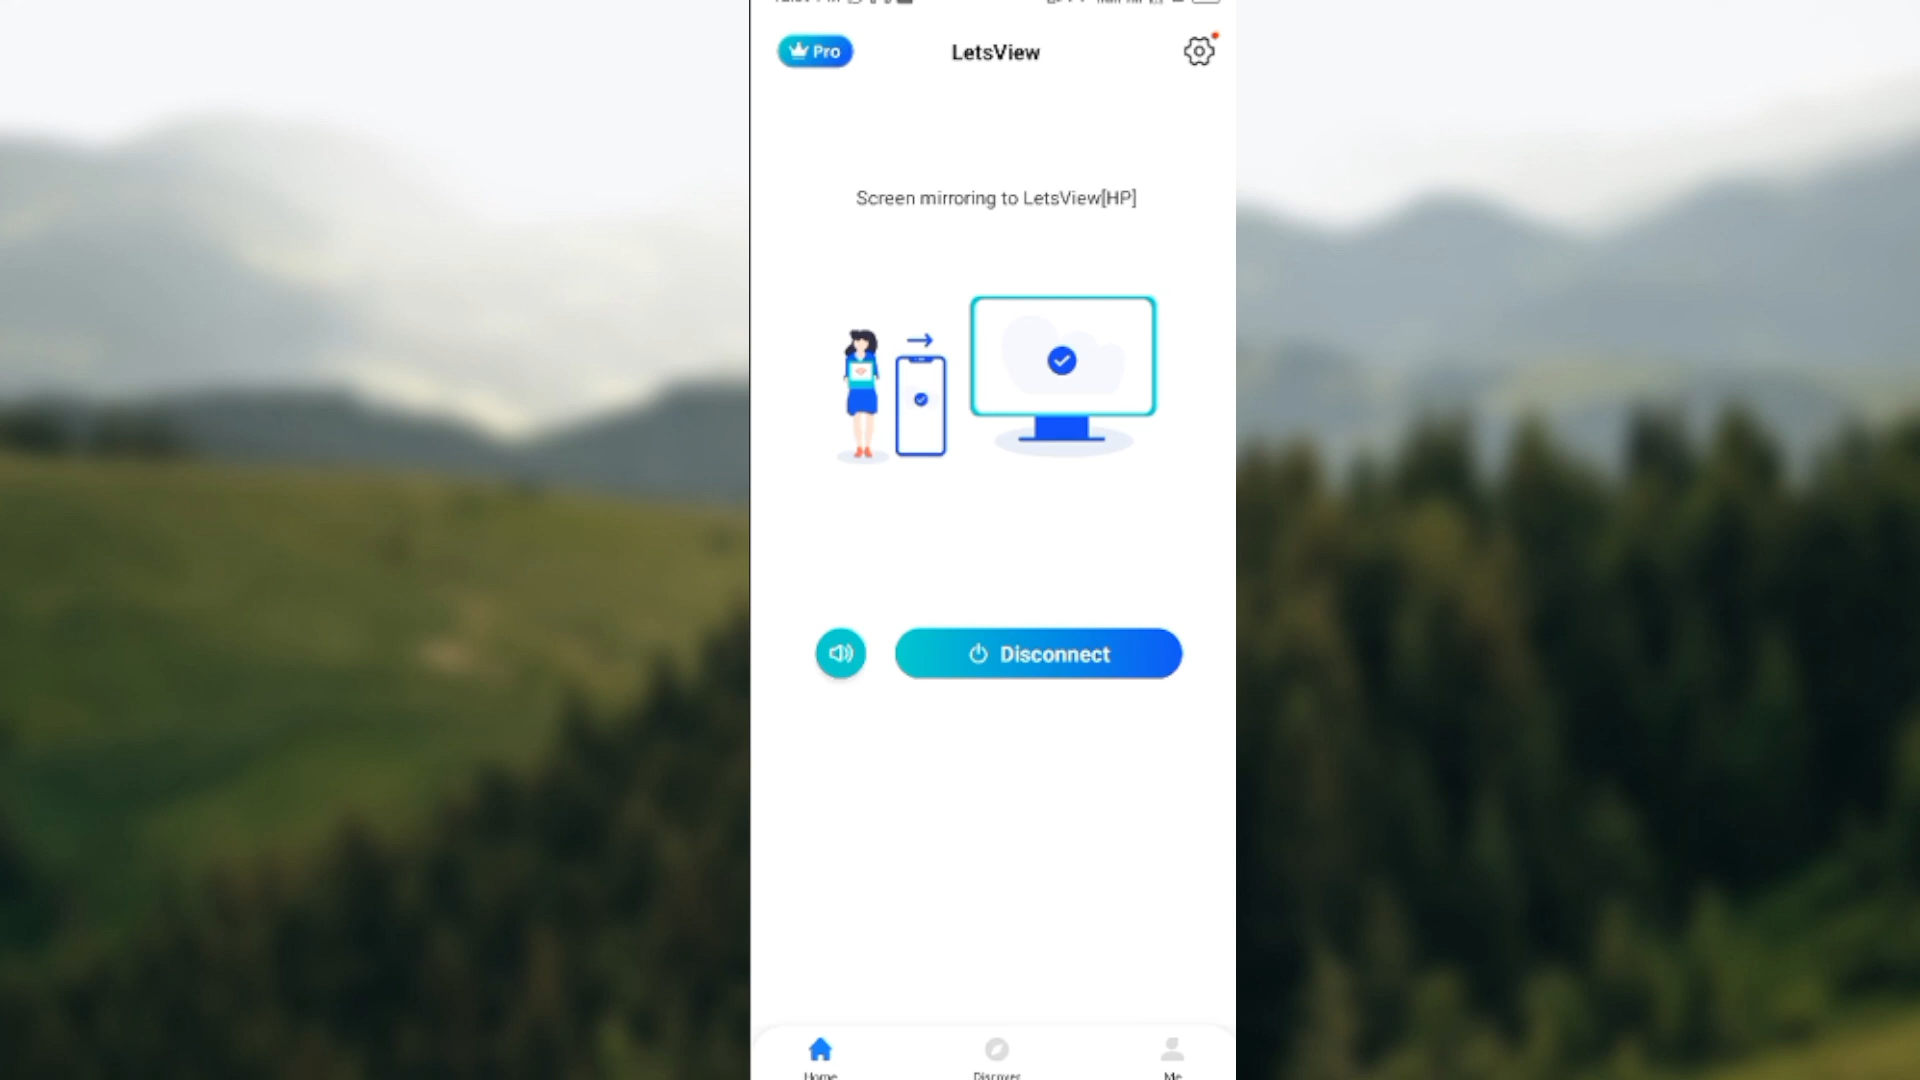 Pro
LetsView
Screen mirroring to LetsView[HP]
Disconnect
Home
Discover
Me